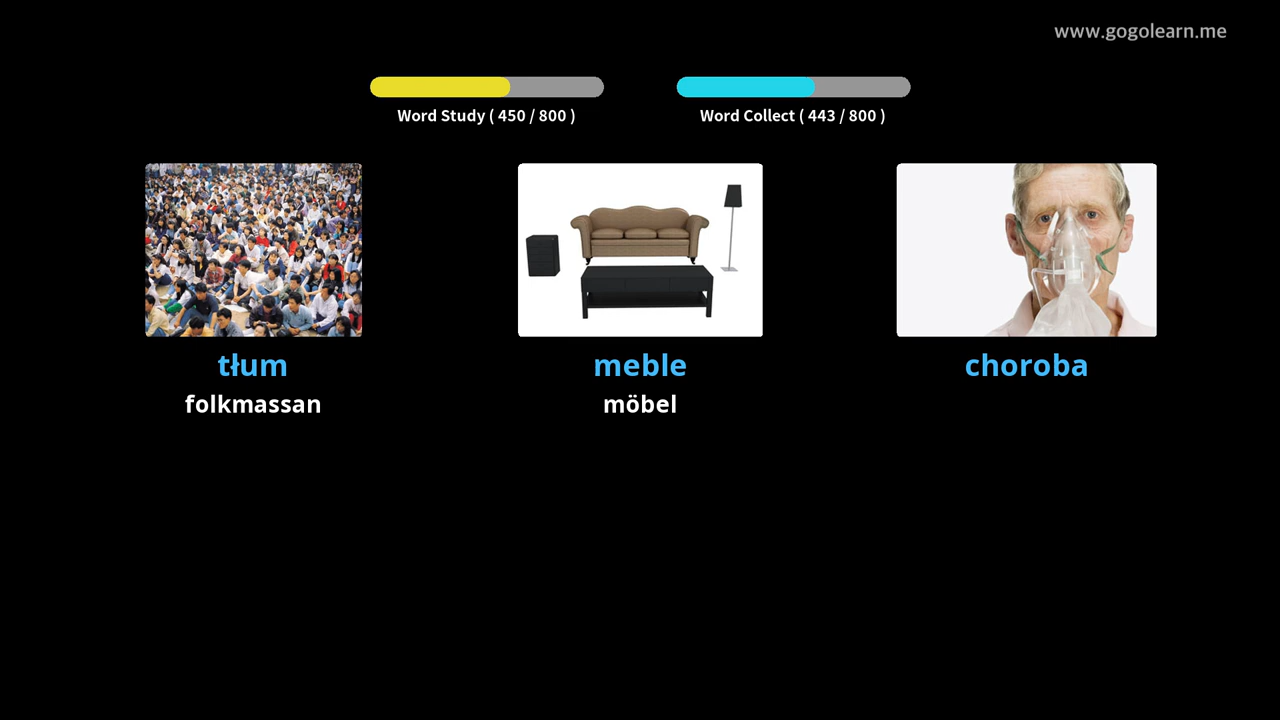 www.gogolearn.me
Word Study ( 450 / 800 )
Word Collect ( 443 / 800 )
tłum
folkmassan
meble
möbel
choroba